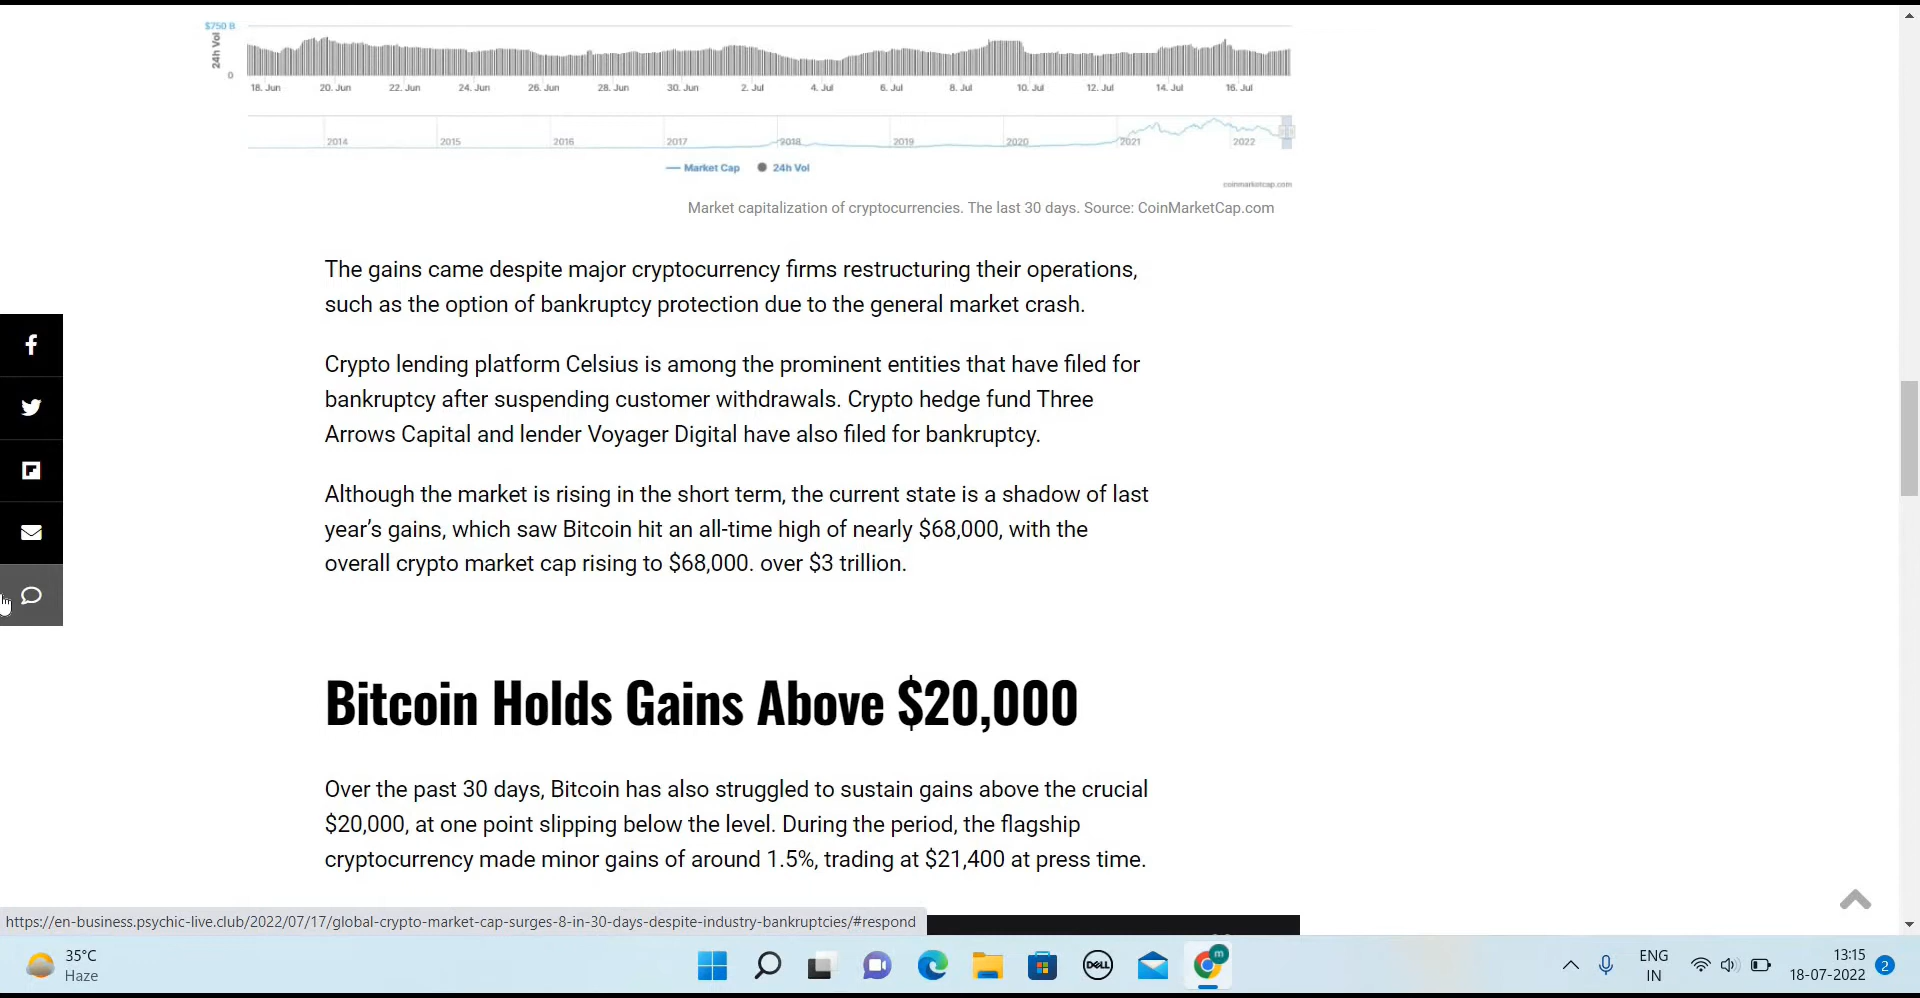 $750 B
24h Vol
0
18. Jun 20. Jun 22. Jun 24. Jun 26. Jun 28. Jun 30. Jun 2. Jul 4. Jul 6. Jul 8. Jul 10. Jul 12. Jul 14. Jul 16. Jul
2014 2015 2016 2017 2018 2019 2020 2021 2022
Market Cap 24h Vol
coinmarketcap.com
Market capitalization of cryptocurrencies. The last 30 days. Source: CoinMarketCap.com
The gains came despite major cryptocurrency firms restructuring their operations,
such as the option of bankruptcy protection due to the general market crash.
Crypto lending platform Celsius is among the prominent entities that have filed for
bankruptcy after suspending customer withdrawals. Crypto hedge fund Three
Arrows Capital and lender Voyager Digital have also filed for bankruptcy.
Although the market is rising in the short term, the current state is a shadow of last
year’s gains, which saw Bitcoin hit an all-time high of nearly $68,000, with the
overall crypto market cap rising to $68,000. over $3 trillion.
Bitcoin Holds Gains Above $20,000
Over the past 30 days, Bitcoin has also struggled to sustain gains above the crucial
$20,000, at one point slipping below the level. During the period, the flagship
cryptocurrency made minor gains of around 1.5%, trading at $21,400 at press time.
https://en-business.psychic-live.club/2022/07/17/global-crypto-market-cap-surges-8-in-30-days-despite-industry-bankruptcies/#respond
35°C
Haze
DELL
m
ENG
IN
13:15
18-07-2022
2